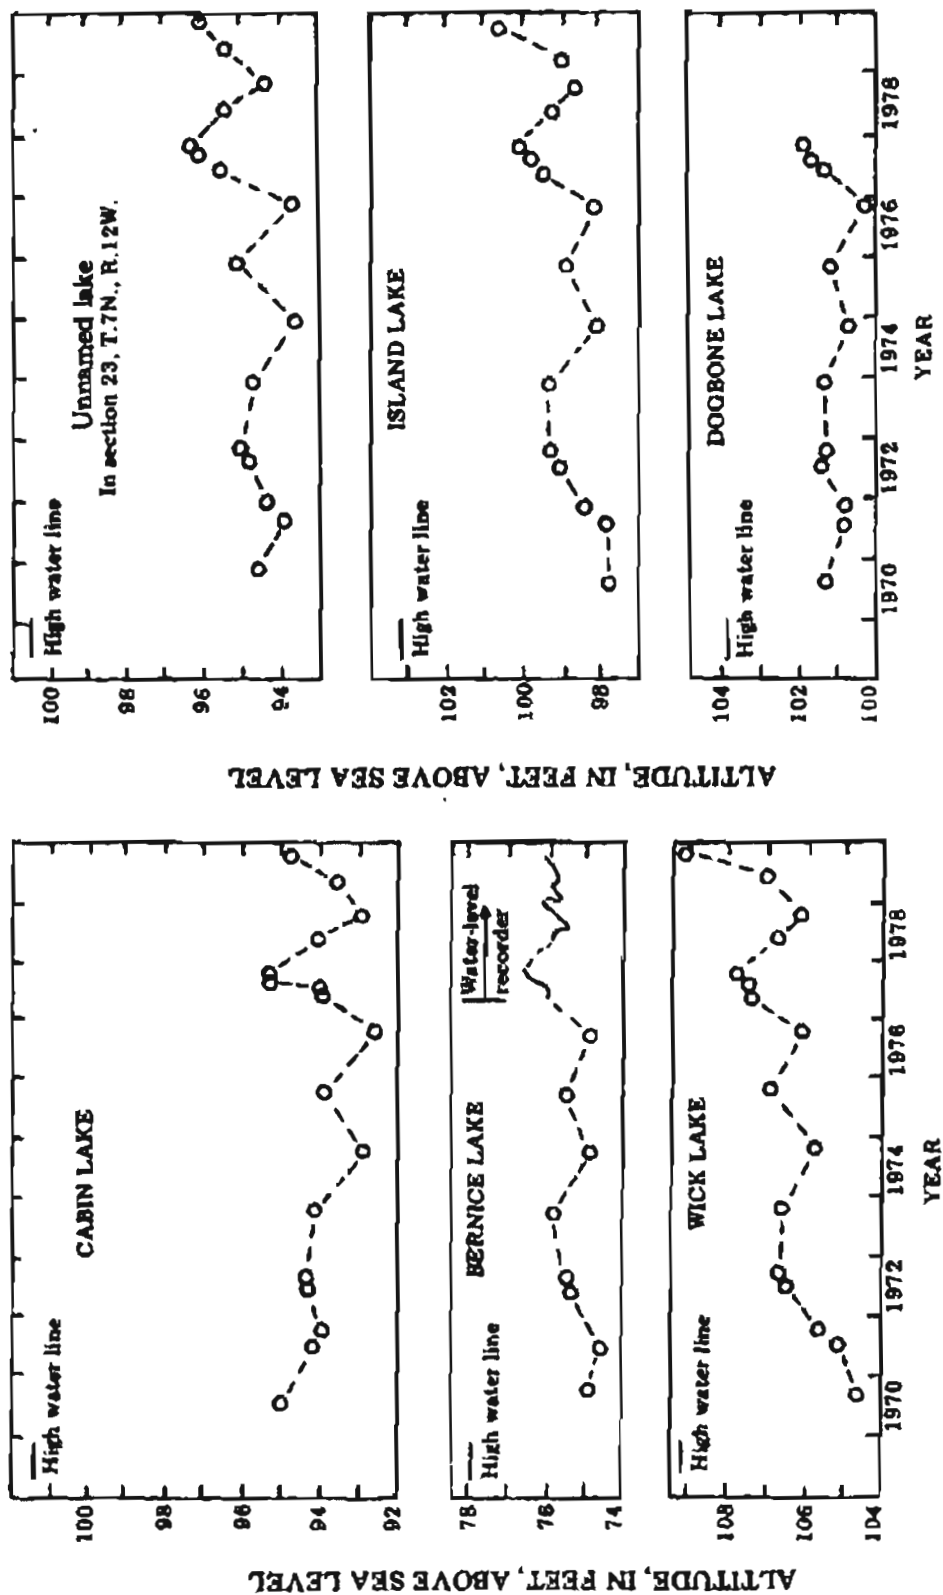 ALTITUDE, IN FEET, ABOVE SEA LEVEL
High water line
CABIN LAKE
100
96
94
92
High water line
BERNICE LAKE
Water-level
recorder
78
76
74
High water line
WICK LAKE
108
106
104
1970
1972
1974
1976
1978
YEAR
ALTITUDE, IN FEET, ABOVE SEA LEVEL
High water line
Unnamed lake
In section 23, T.7N., R.12W.
100
96
94
High water line
ISLAND LAKE
102
100
98
High water line
DOGBONE LAKE
104
102
100
1970
1972
1974
1976
1978
YEAR